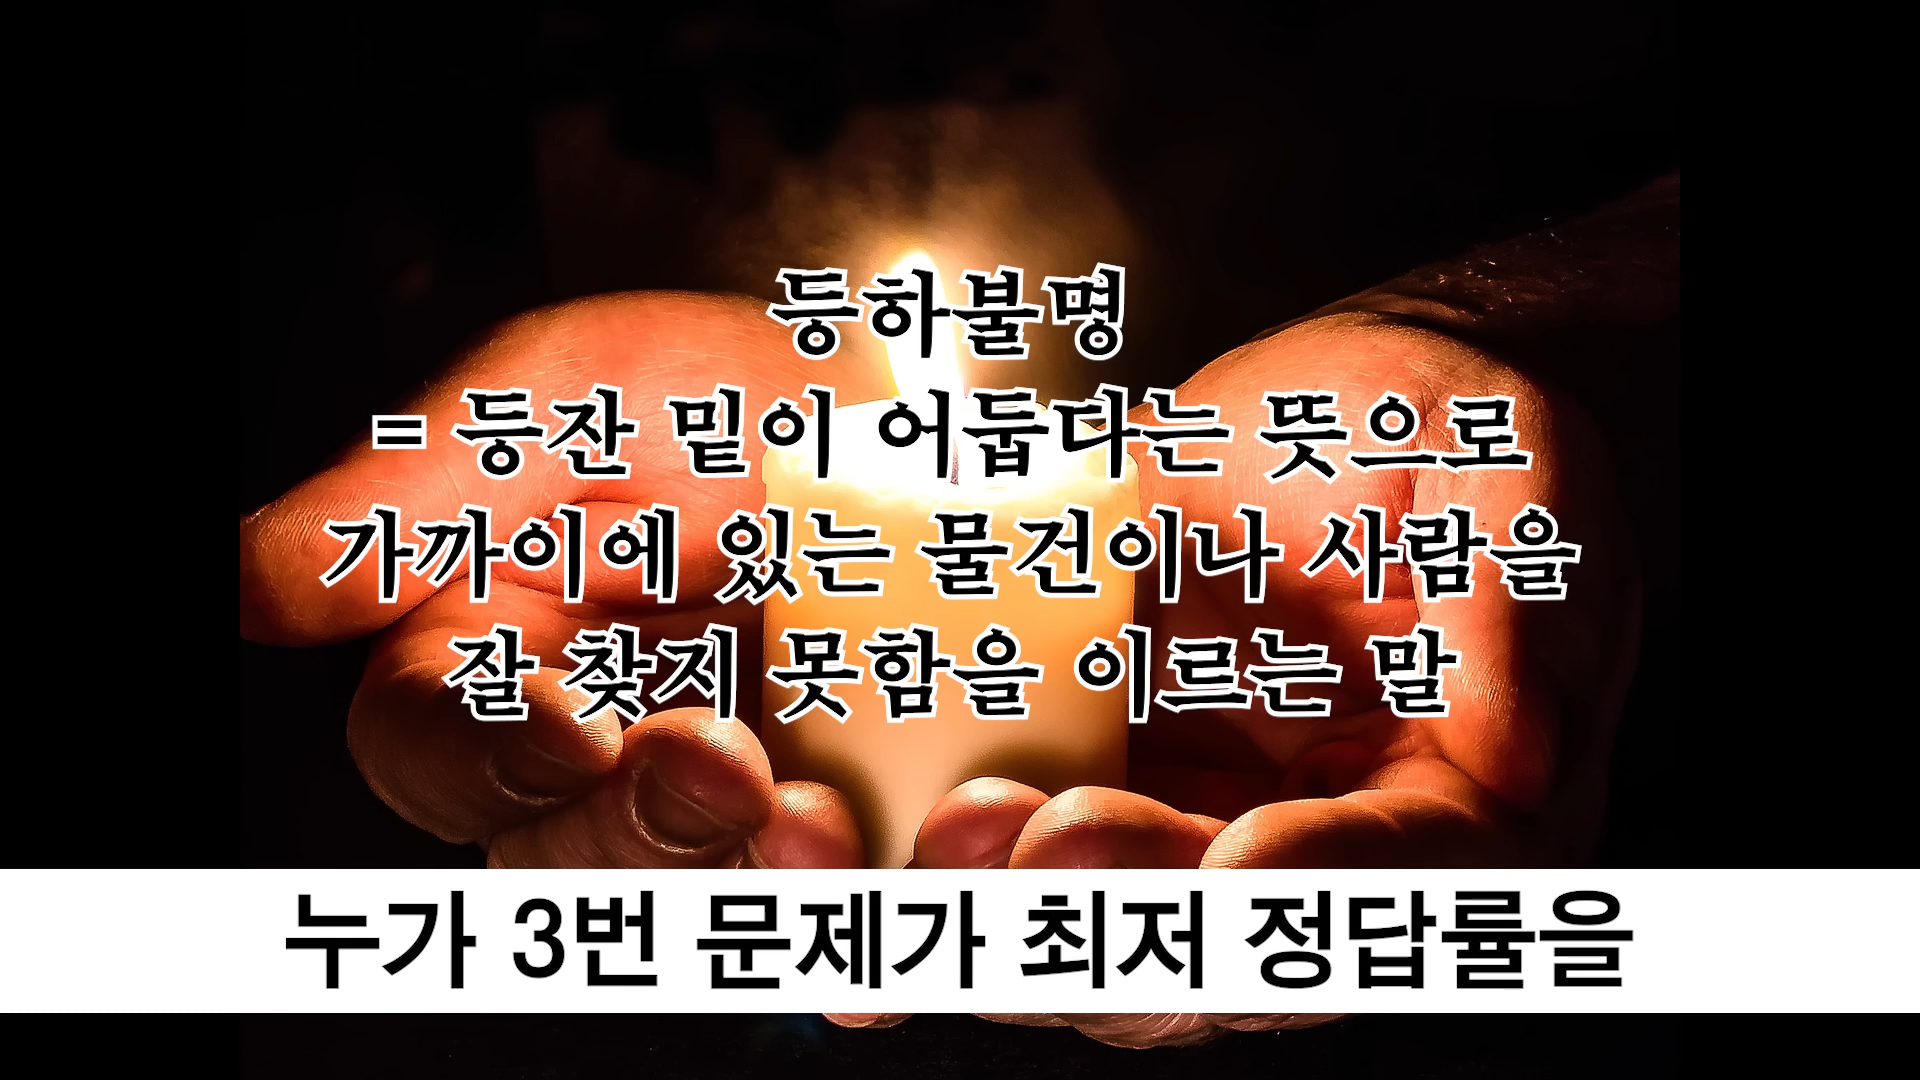 등하불명
= 등잔 밑이 어둡다는 뜻으로
가까이에 있는 물건이나 사람을
잘 찾지 못함을 이르는 말
누가 3번 문제가 최저 정답률을